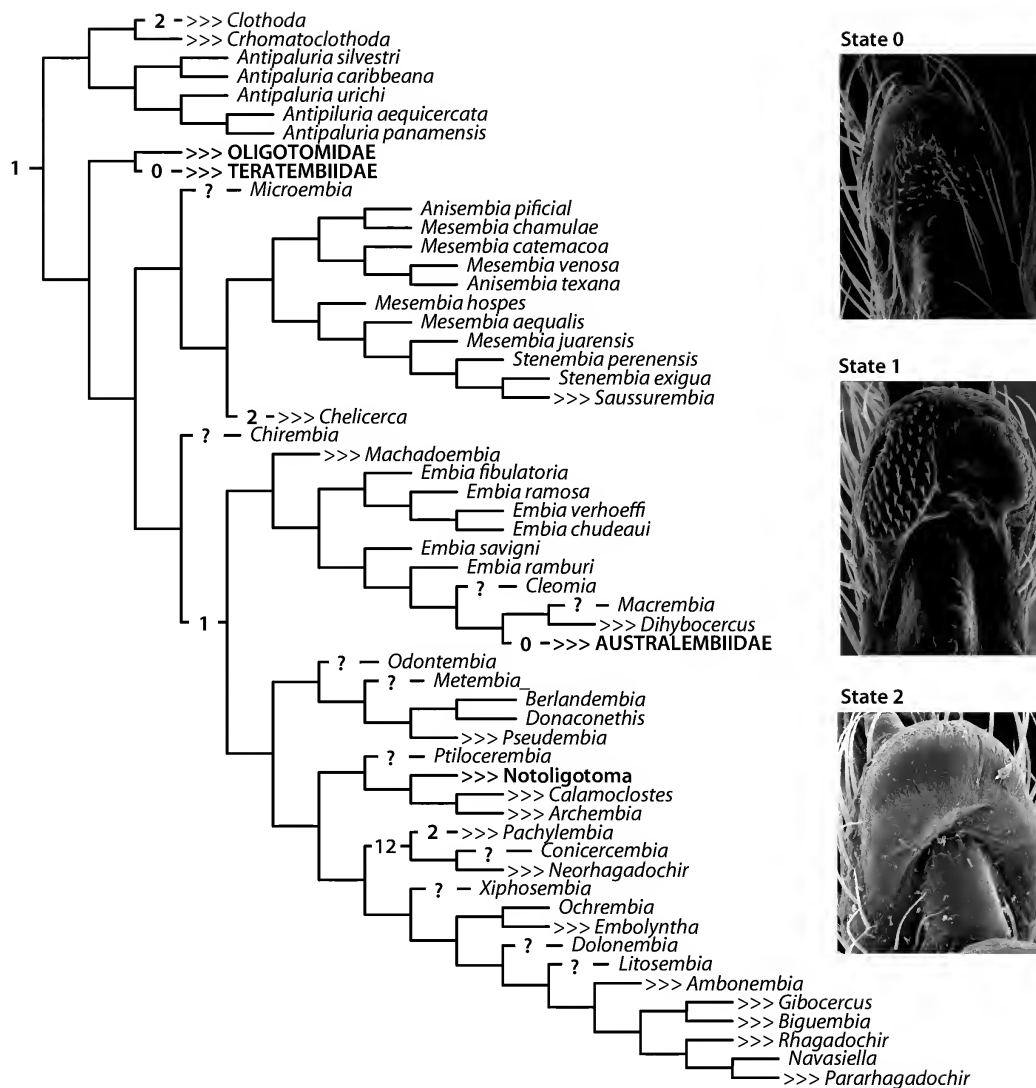 2 >>> Clothoda
>>> Crhomatoclothoda
Antipaluria silvestri
Antipaluria caribbeana
Antipaluria urichi
Antipiluria aequicercata
Antipaluria panamensis
>>> OLIGOTOMIDAE
1
0 >>> TERATEMBIIDAE
? Microembia
Anisembia pificial
Mesembia chamulae
Mesembia catemacoa
Mesembia venosa
Anisembia texana
Mesembia hospes
Mesembia aequalis
Mesembia juarensis
Stenembia perenensis
Stenembia exigua
>>> Saussurembia
2 >>> Chelicerca
? Chirembia
>>> Machadoembia
Embia fibulatoria
Embia ramosa
Embia verhoeffi
Embia chudeaui
Embia savigni
Embia ramburi
? Cleomia
? Macrembia
1
>>> Dihybocercus
0 >>> AUSTRALEMBIIDAE
? Odontembia
? Metembia_
Berlandembia
Donaconethis
>>> Pseudembia
? Ptilocerembia
>>> Notoligotoma
>>> Calamoclostes
>>> Archembia
2 >>> Pachylembia
12
? Conicercembia
>>> Neorhagadochir
? Xiphosembia
Ochrembia
>>> Embolyntha
? Dolonembia
? Litosembia
>>> Ambonembia
>>> Gibocercus
>>> Biguembia
>>> Rhagadochir
Navasiella
>>> Pararhagadochir
State 0
State 1
State 2